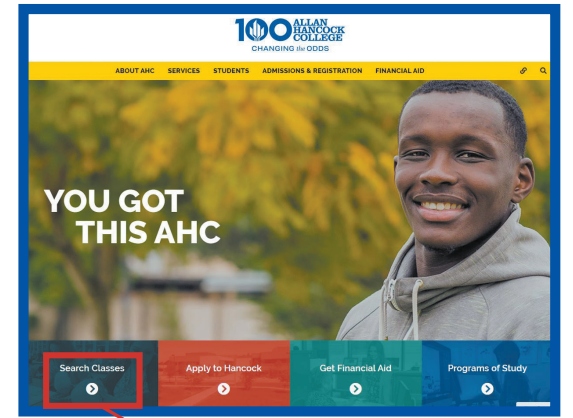 100 ALLAN
HANCOCK
COLLEGE
CHANGING the ODDS
ABOUT AHC SERVICES STUDENTS ADMISSIONS & REGISTRATION FINANCIAL AID
YOU GOT
THIS AHC
Search Classes Apply to Hancock Get Financial Aid Programs of Study